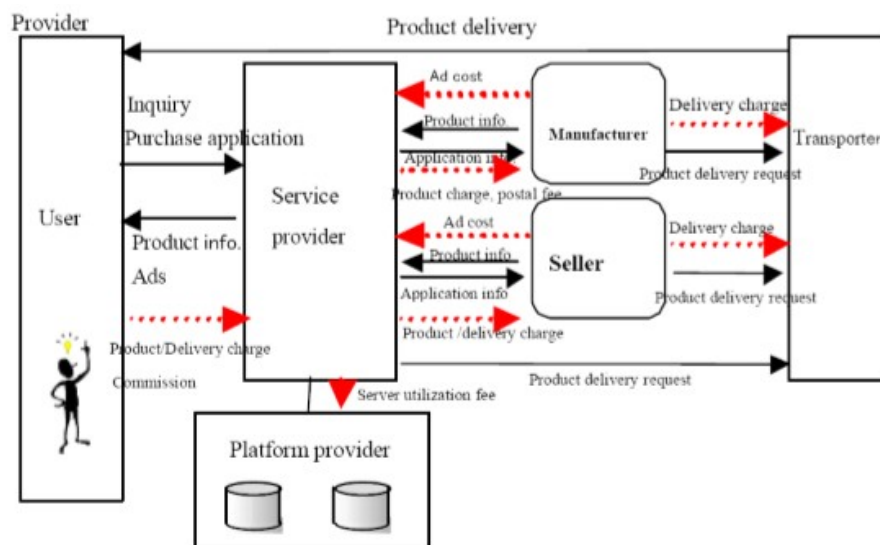 Provider
Product delivery
Inquiry
Purchase application
User
Product info.
Ads
Product/Delivery charge
Commission
Service
provider
Ad cost
Product info
Application info
Product charge, postal fee
Manufacturer
Delivery charge
Product delivery request
Transporter
Ad cost
Product info
Application info
Product /delivery charge
Seller
Delivery charge
Product delivery request
Product delivery request
Server utilization fee
Platform provider